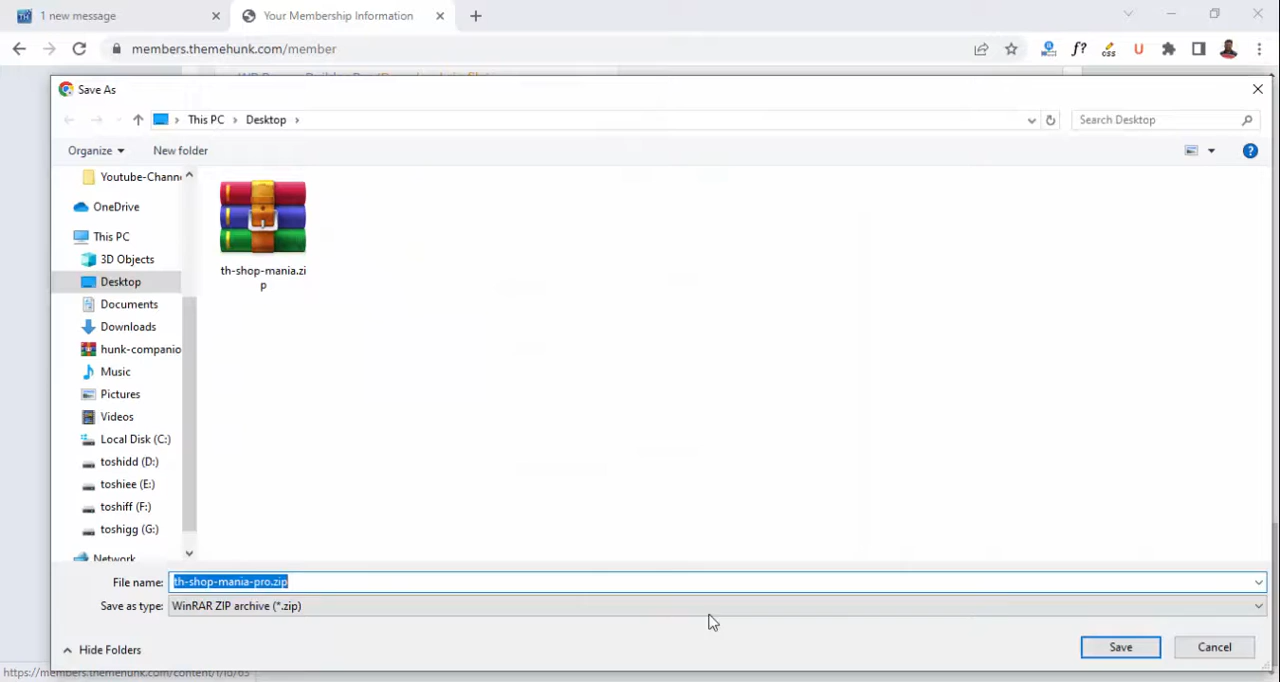 1 new message
Your Membership Information
members.themehunk.com/member
Save As
This PC
Desktop
Search Desktop
Organize
New folder
Youtube-Chann
OneDrive
This PC
3D Objects
Desktop
Documents
Downloads
hunk-companio
Music
Pictures
Videos
Local Disk (C:)
toshidd (D:)
toshiee (E:)
toshiff (F:)
toshigg (G:)
Network
th-shop-mania.zi
p
File name:
th-shop-mania-pro.zip
Save as type:
WinRAR ZIP archive (*.zip)
Hide Folders
Save
Cancel